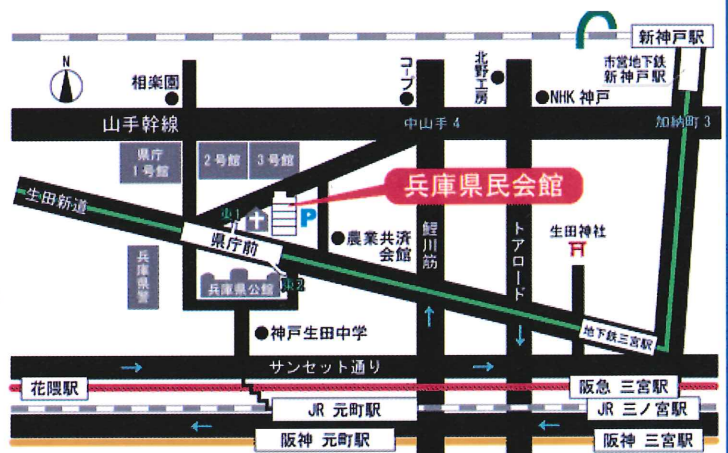 新神戸駅
N
相楽園
コープ
北野工房
市営地下鉄
新神戸駅
NHK 神戸
山手幹線
中山手 4
加納町 3
県庁
1号館
2号館
3号館
兵庫県民会館
生田新道
東1
P
県庁前
農業共済
会館
鯉川筋
トアロード
生田神社
兵庫県警
兵庫県公館
東2
地下鉄三宮駅
神戸生田中学
サンセット通り
花隈駅
阪急 三宮駅
JR 元町駅
JR 三ノ宮駅
阪神 元町駅
阪神 三宮駅